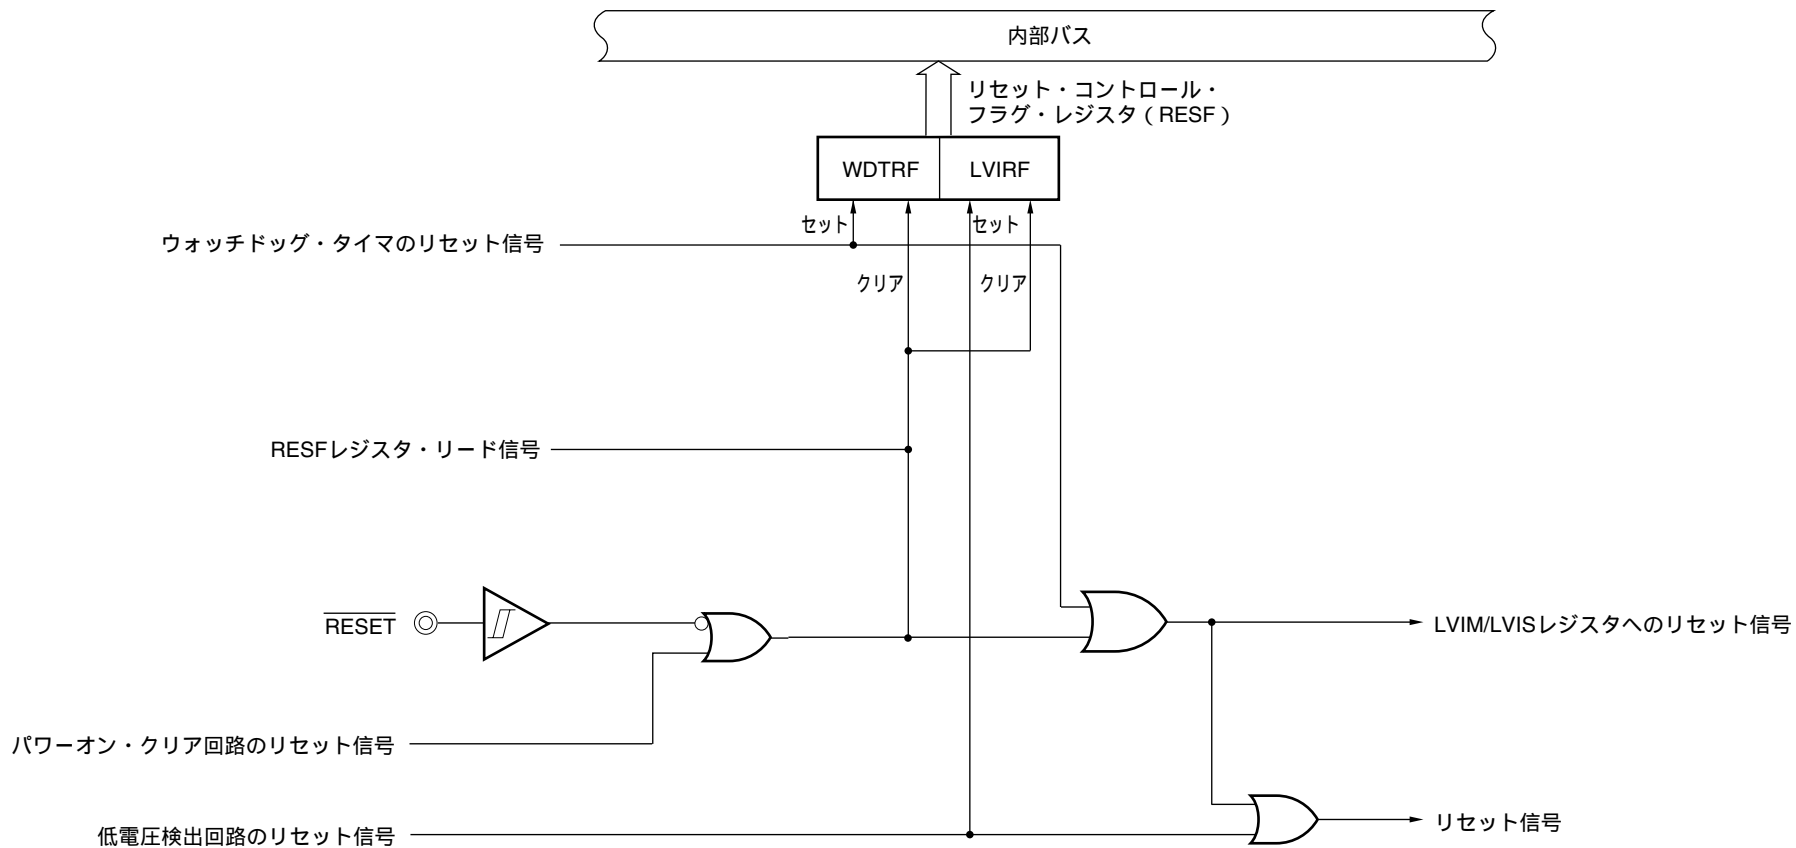 内部バス
リセット・コントロール・
フラグ・レジスタ(RESF)
WDTRF
LVIRF
セット
セット
ウォッチドッグ・タイマのリセット信号
クリア
クリア
RESFレジスタ・リード信号
RESET
LVIM/LVISレジスタへのリセット信号
パワーオン・クリア回路のリセット信号
低電圧検出回路のリセット信号
リセット信号